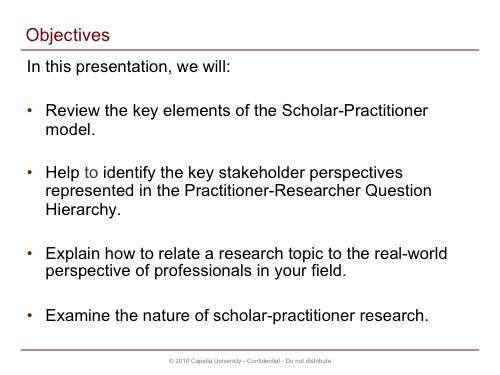 Objectives
In this presentation, we will:
• Review the key elements of the Scholar-Practitioner
model.
• Help to identify the key stakeholder perspectives
represented in the Practitioner-Researcher Question
Hierarchy.
• Explain how to relate a research topic to the real-world
perspective of professionals in your field.
• Examine the nature of scholar-practitioner research.
© 2010 Capella University - Confidential - Do not distribute